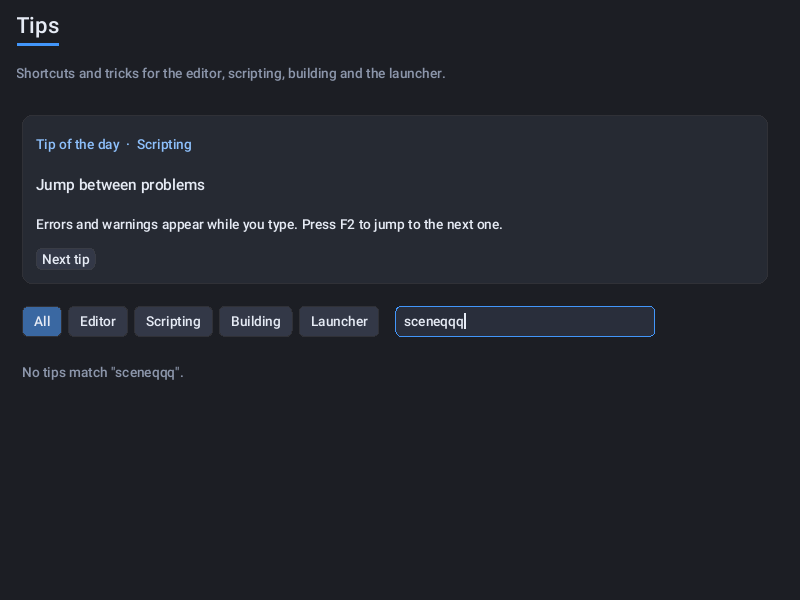 Tips
Shortcuts and tricks for the editor, scripting, building and the launcher.
Tip of the day · Scripting
Jump between problems
Errors and warnings appear while you type. Press F2 to jump to the next one.
Next tip
All Editor Scripting Building Launcher sceneqqq
No tips match "sceneqqq".